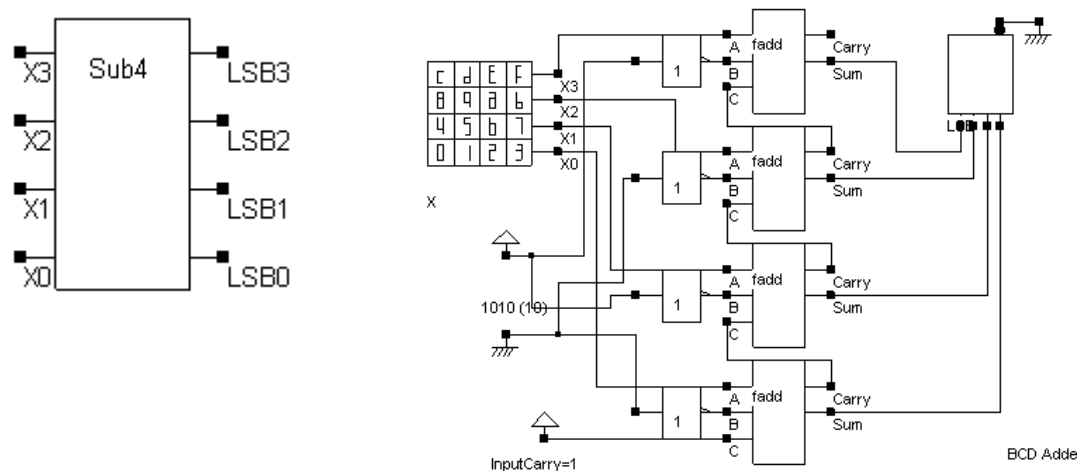 Sub4
X3 LSB3
X2 LSB2
X1 LSB1
X0 LSB0
c d E F
8 9 a b
4 5 6 7
0 1 2 3
X3
X2
X1
X0
X
1010 (10)
InputCarry=1
1
A fadd Carry
B Sum
C
1
A fadd Carry
B Sum
C
1
A fadd Carry
B Sum
C
1
A fadd Carry
B Sum
C
BCD Adde